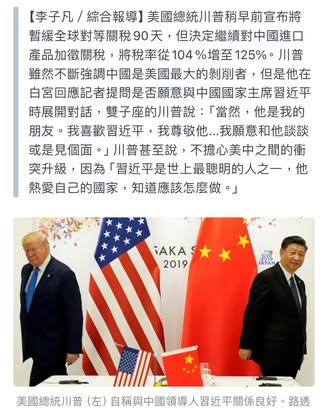 【李子凡/綜合報導】美國總統川普稍早前宣布將
暫緩全球對等關稅90天,但決定繼續對中國進口
產品加徵關稅,將稅率從104%增至125%。川普
雖然不斷強調中國是美國最大的剝削者,但是他在
白宮回應記者提問是否願意與中國國家主席習近平
時展開對話,雙子座的川普說:「當然,他是我的
朋友。我喜歡習近平,我尊敬他...我願意和他談談
或是見個面。」川普甚至說,不擔心美中之間的衝
突升級,因為「習近平是世上最聰明的人之一,他
熱愛自己的國家,知道應該怎麼做。」
SAKA S
2019
G20
JAPAN
美國總統川普(左)自稱與中國領導人習近平關係良好。路透